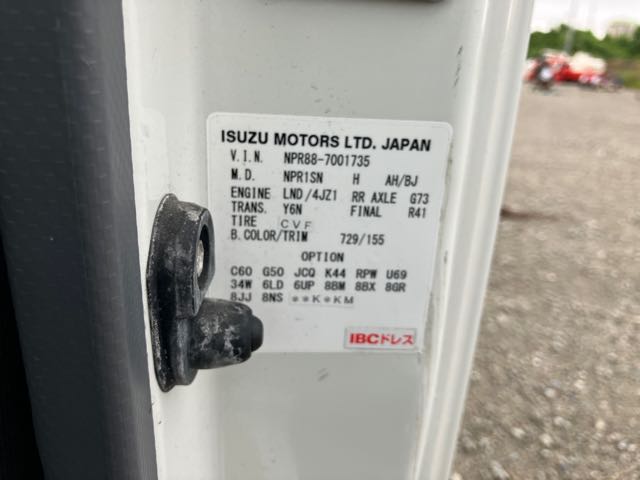 ISUZU MOTORS LTD. JAPAN
V.I.N. NPR88-7001735
M.D. NPR1SN H AH/BJ
ENGINE LND/4JZ1 RR AXLE G73
TRANS. Y6N FINAL R41
TIRE CVF
B.COLOR/TRIM 729/155
OPTION
C60 G50 JCQ K44 RPW U69
34W 6LD 6UP 8BM 8BX 8GR
8JJ 8NS **K*KM
IBCドレス